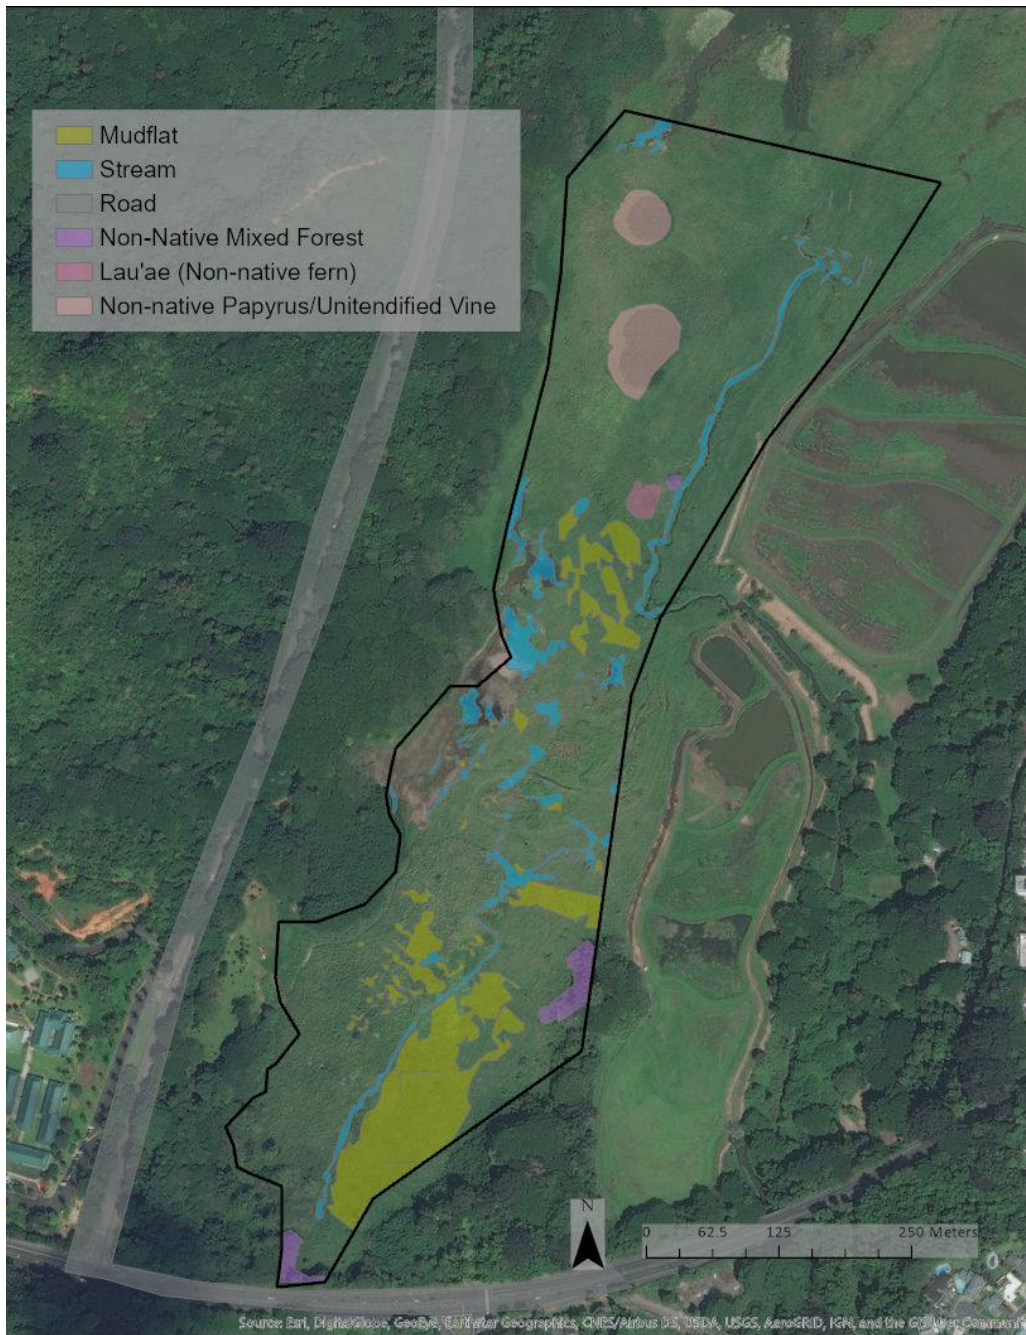 Mudflat
Stream
Road
Non-Native Mixed Forest
Lau'ae (Non-native fern)
Non-native Papyrus/Unitendified Vine
N
0 62.5 125 250 Meters
Source: Esri, DigitalGlobe, GeoEye, Earthstar Geographics, CNES/Airbus DS, USDA, USGS, AeroGRID, IGN, and the GIS User Community